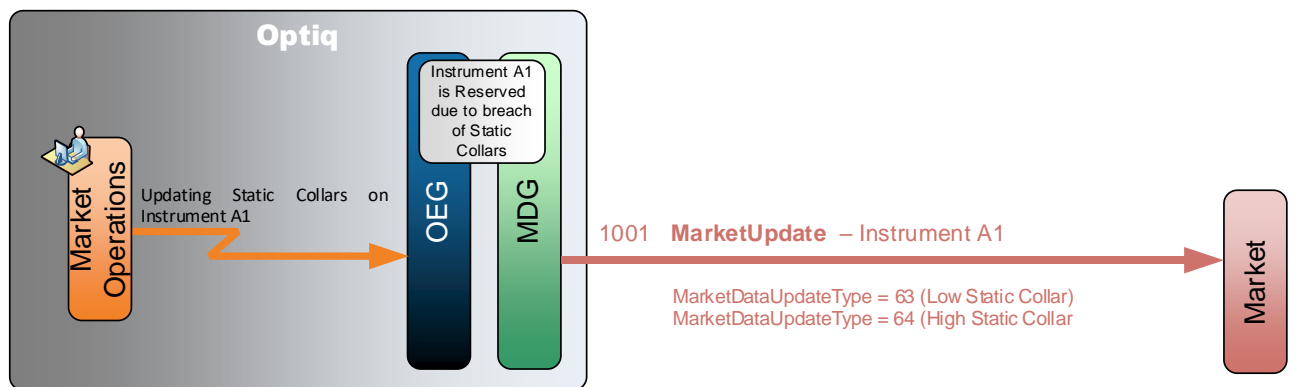 Optiq
Instrument A1
is Reserved
due to breach
of Static
Collars
Market
Operations
Updating Static Collars on
Instrument A1
OEG
MDG
1001 MarketUpdate – Instrument A1
MarketDataUpdateType = 63 (Low Static Collar)
MarketDataUpdateType = 64 (High Static Collar
Market